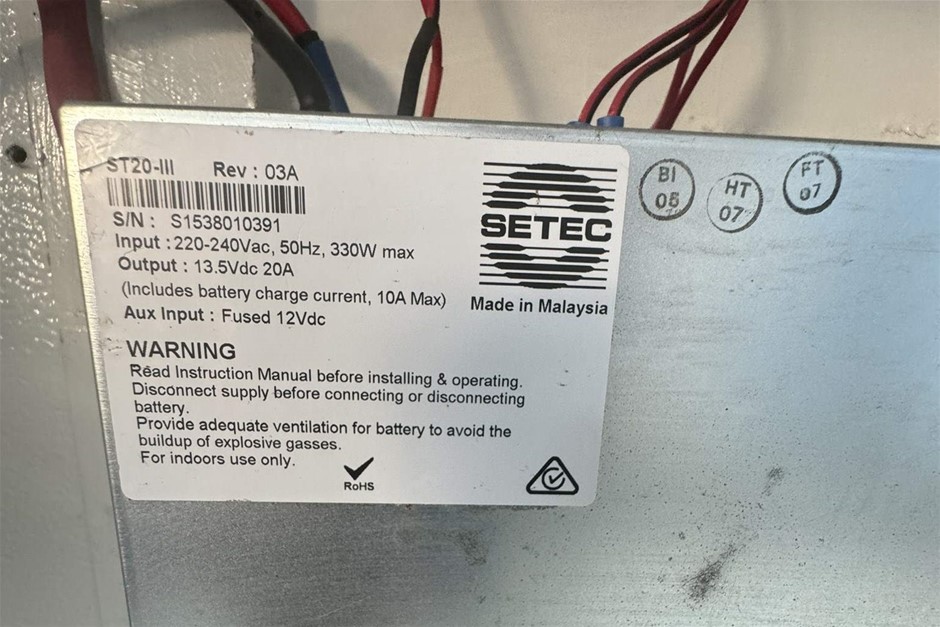 ST20-III Rev : 03A
S/N : S1538010391
Input : 220-240Vac, 50Hz, 330W max
Output : 13.5Vdc 20A
(Includes battery charge current, 10A Max)
Aux Input : Fused 12Vdc
SETEC
Made in Malaysia
WARNING
Read Instruction Manual before installing & operating.
Disconnect supply before connecting or disconnecting
battery.
Provide adequate ventilation for battery to avoid the
buildup of explosive gasses.
For indoors use only.
RoHS
BI
HT
07
FT
07